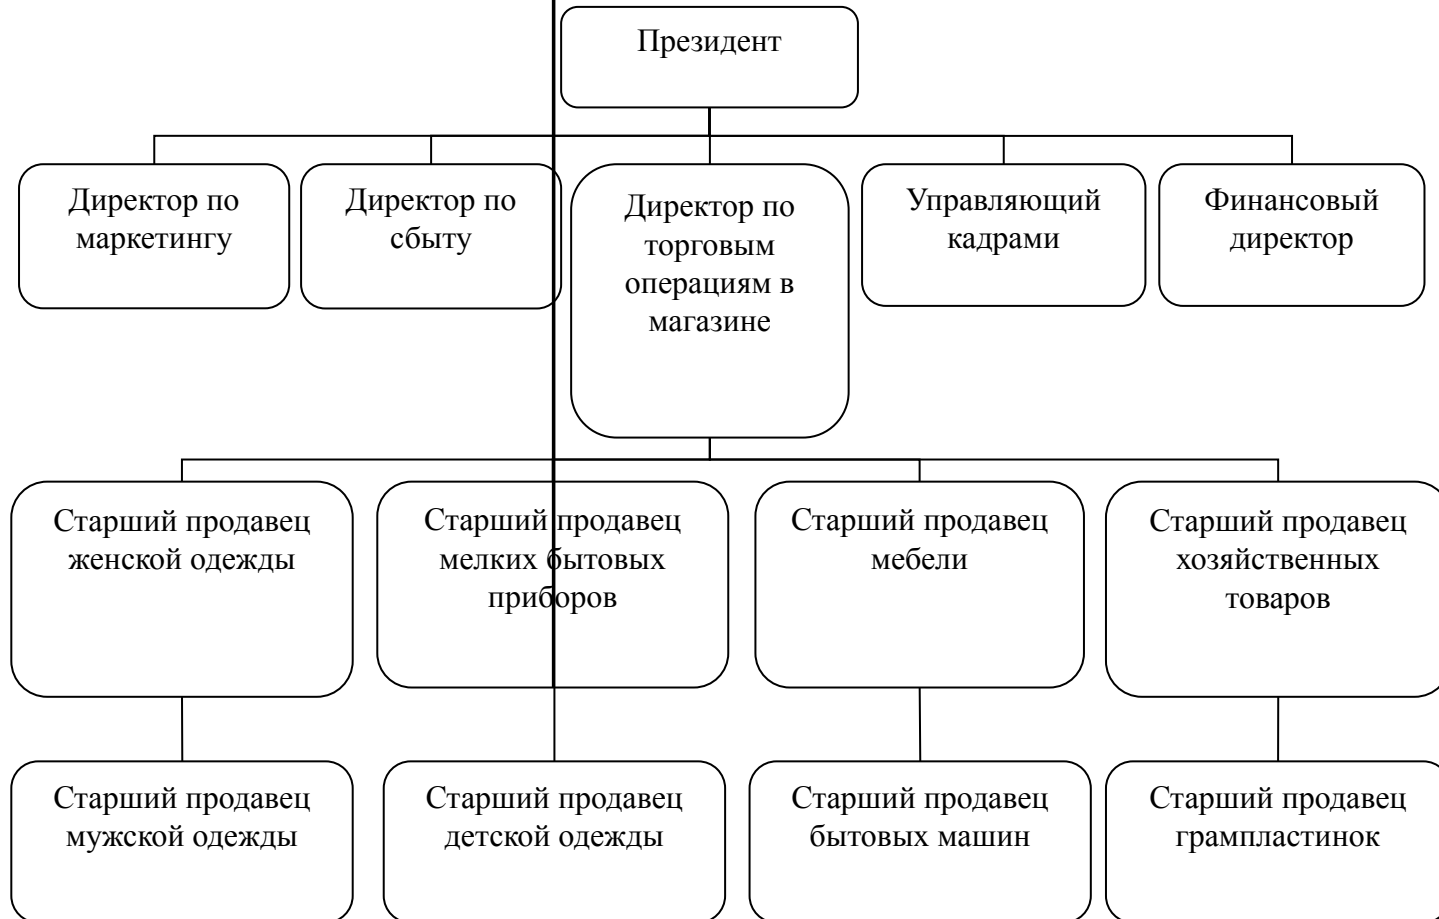 Президент
Директор по
маркетингу
Директор по
сбыту
Директор по
торговым
операциям в
магазине
Управляющий
кадрами
Финансовый
директор
Старший продавец
женской одежды
Старший продавец
мелких бытовых
приборов
Старший продавец
мебели
Старший продавец
хозяйственных
товаров
Старший продавец
мужской одежды
Старший продавец
детской одежды
Старший продавец
бытовых машин
Старший продавец
грампластинок